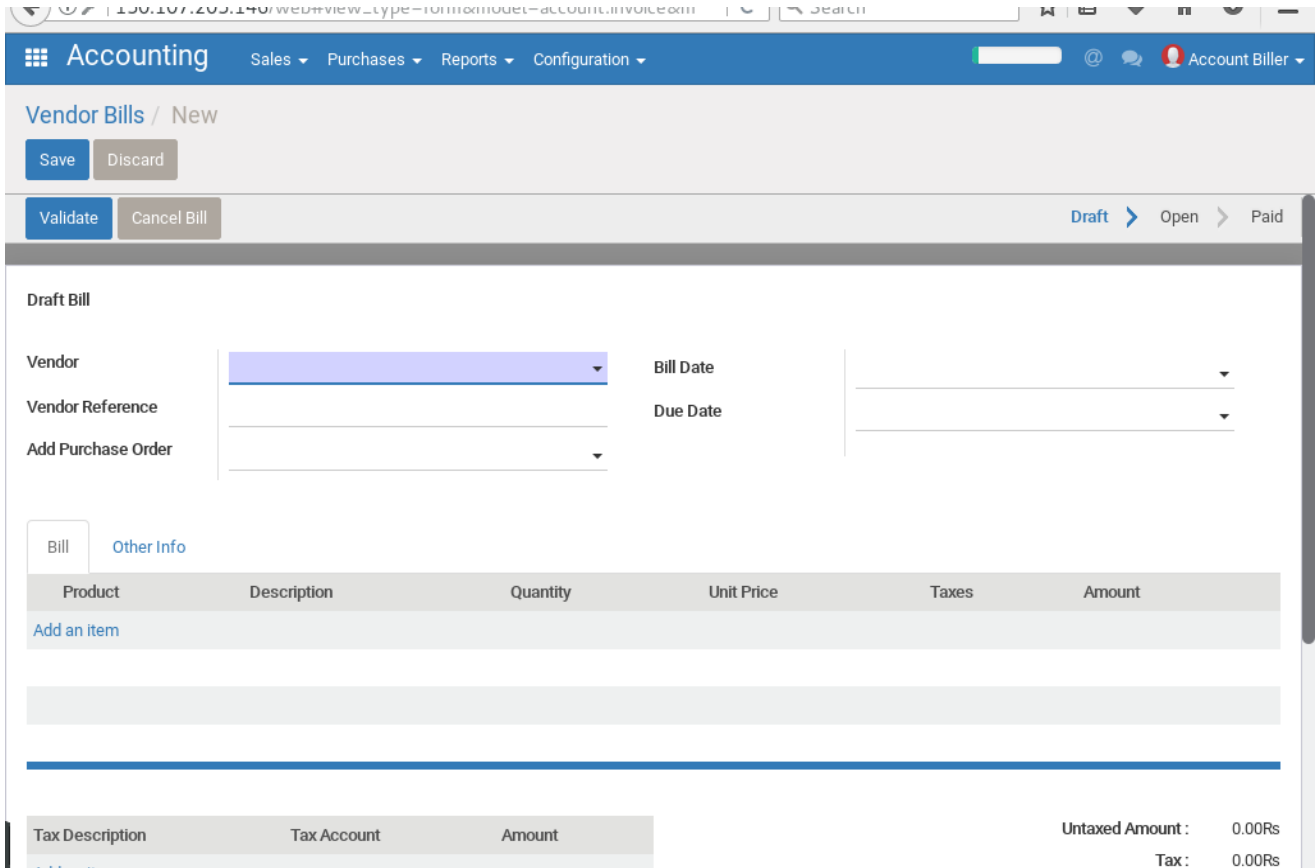 Search
Accounting Sales Purchases Reports Configuration @ Account Biller
Vendor Bills / New
Save Discard
Validate Cancel Bill Draft Open Paid
Draft Bill
Vendor Bill Date
Vendor Reference Due Date
Add Purchase Order
Bill Other Info
Product Description Quantity Unit Price Taxes Amount
Add an item
Tax Description Tax Account Amount
Untaxed Amount : 0.00Rs
Tax : 0.00Rs